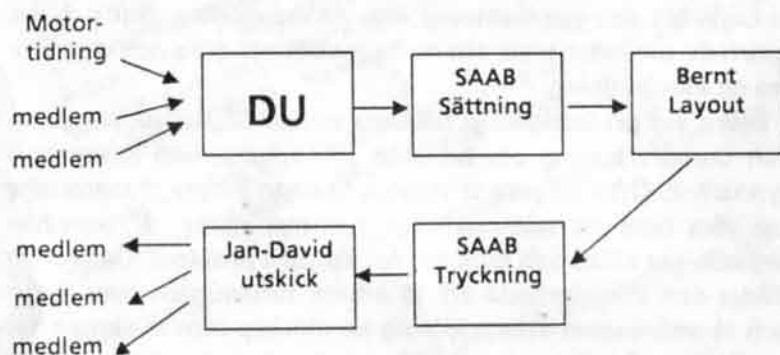 Motor-
tidning
medlem
medlem
DU
SAAB
Sättning
Bernt
Layout
SAAB
Tryckning
Jan-David
utskick
medlem
medlem
medlem